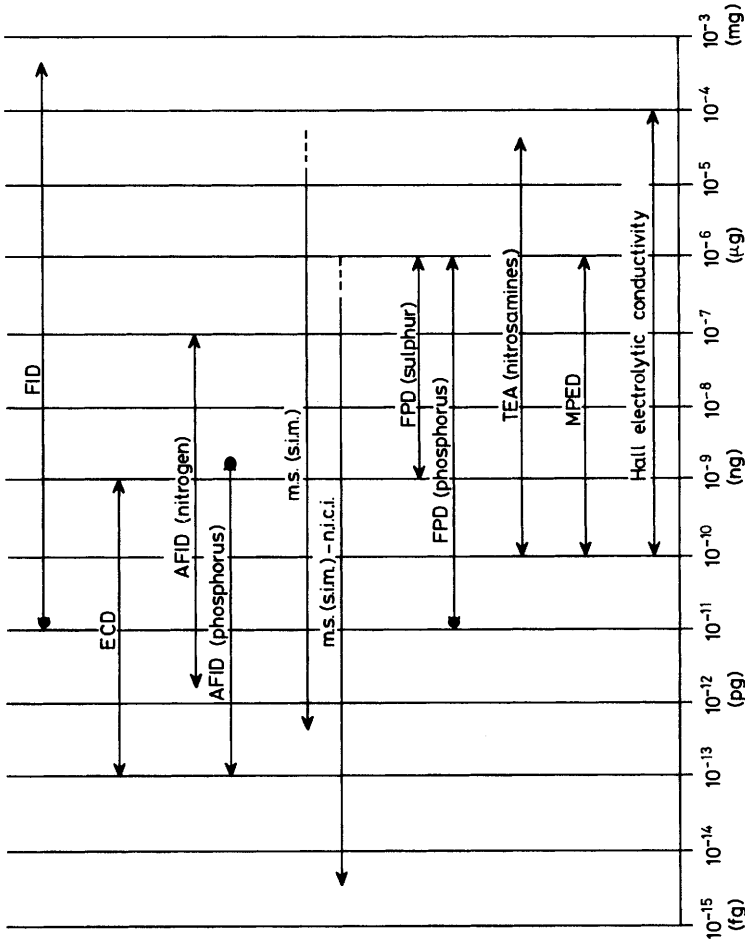 FID
ECD
AFID (nitrogen)
AFID (phosphorus)
m.s. (s.i.m.)
m.s. (s.i.m.) – n.i.c.i.
FPD (sulphur)
FPD (phosphorus)
TEA (nitrosamines)
MPED
Hall electrolytic conductivity
10⁻¹⁵ 10⁻¹⁴ 10⁻¹³ 10⁻¹² 10⁻¹¹ 10⁻¹⁰ 10⁻⁹ 10⁻⁸ 10⁻⁷ 10⁻⁶ 10⁻⁵ 10⁻⁴ 10⁻³
(fg) (pg) (ng) (μg) (mg)